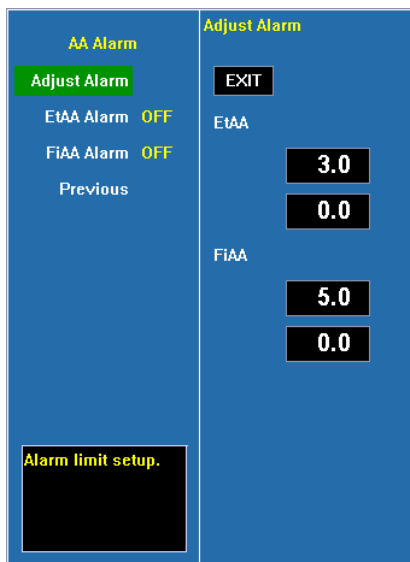 AA Alarm
Adjust Alarm
EtAA Alarm OFF
FiAA Alarm OFF
Previous
Alarm limit setup.
Adjust Alarm
EXIT
EtAA
3.0
0.0
FiAA
5.0
0.0